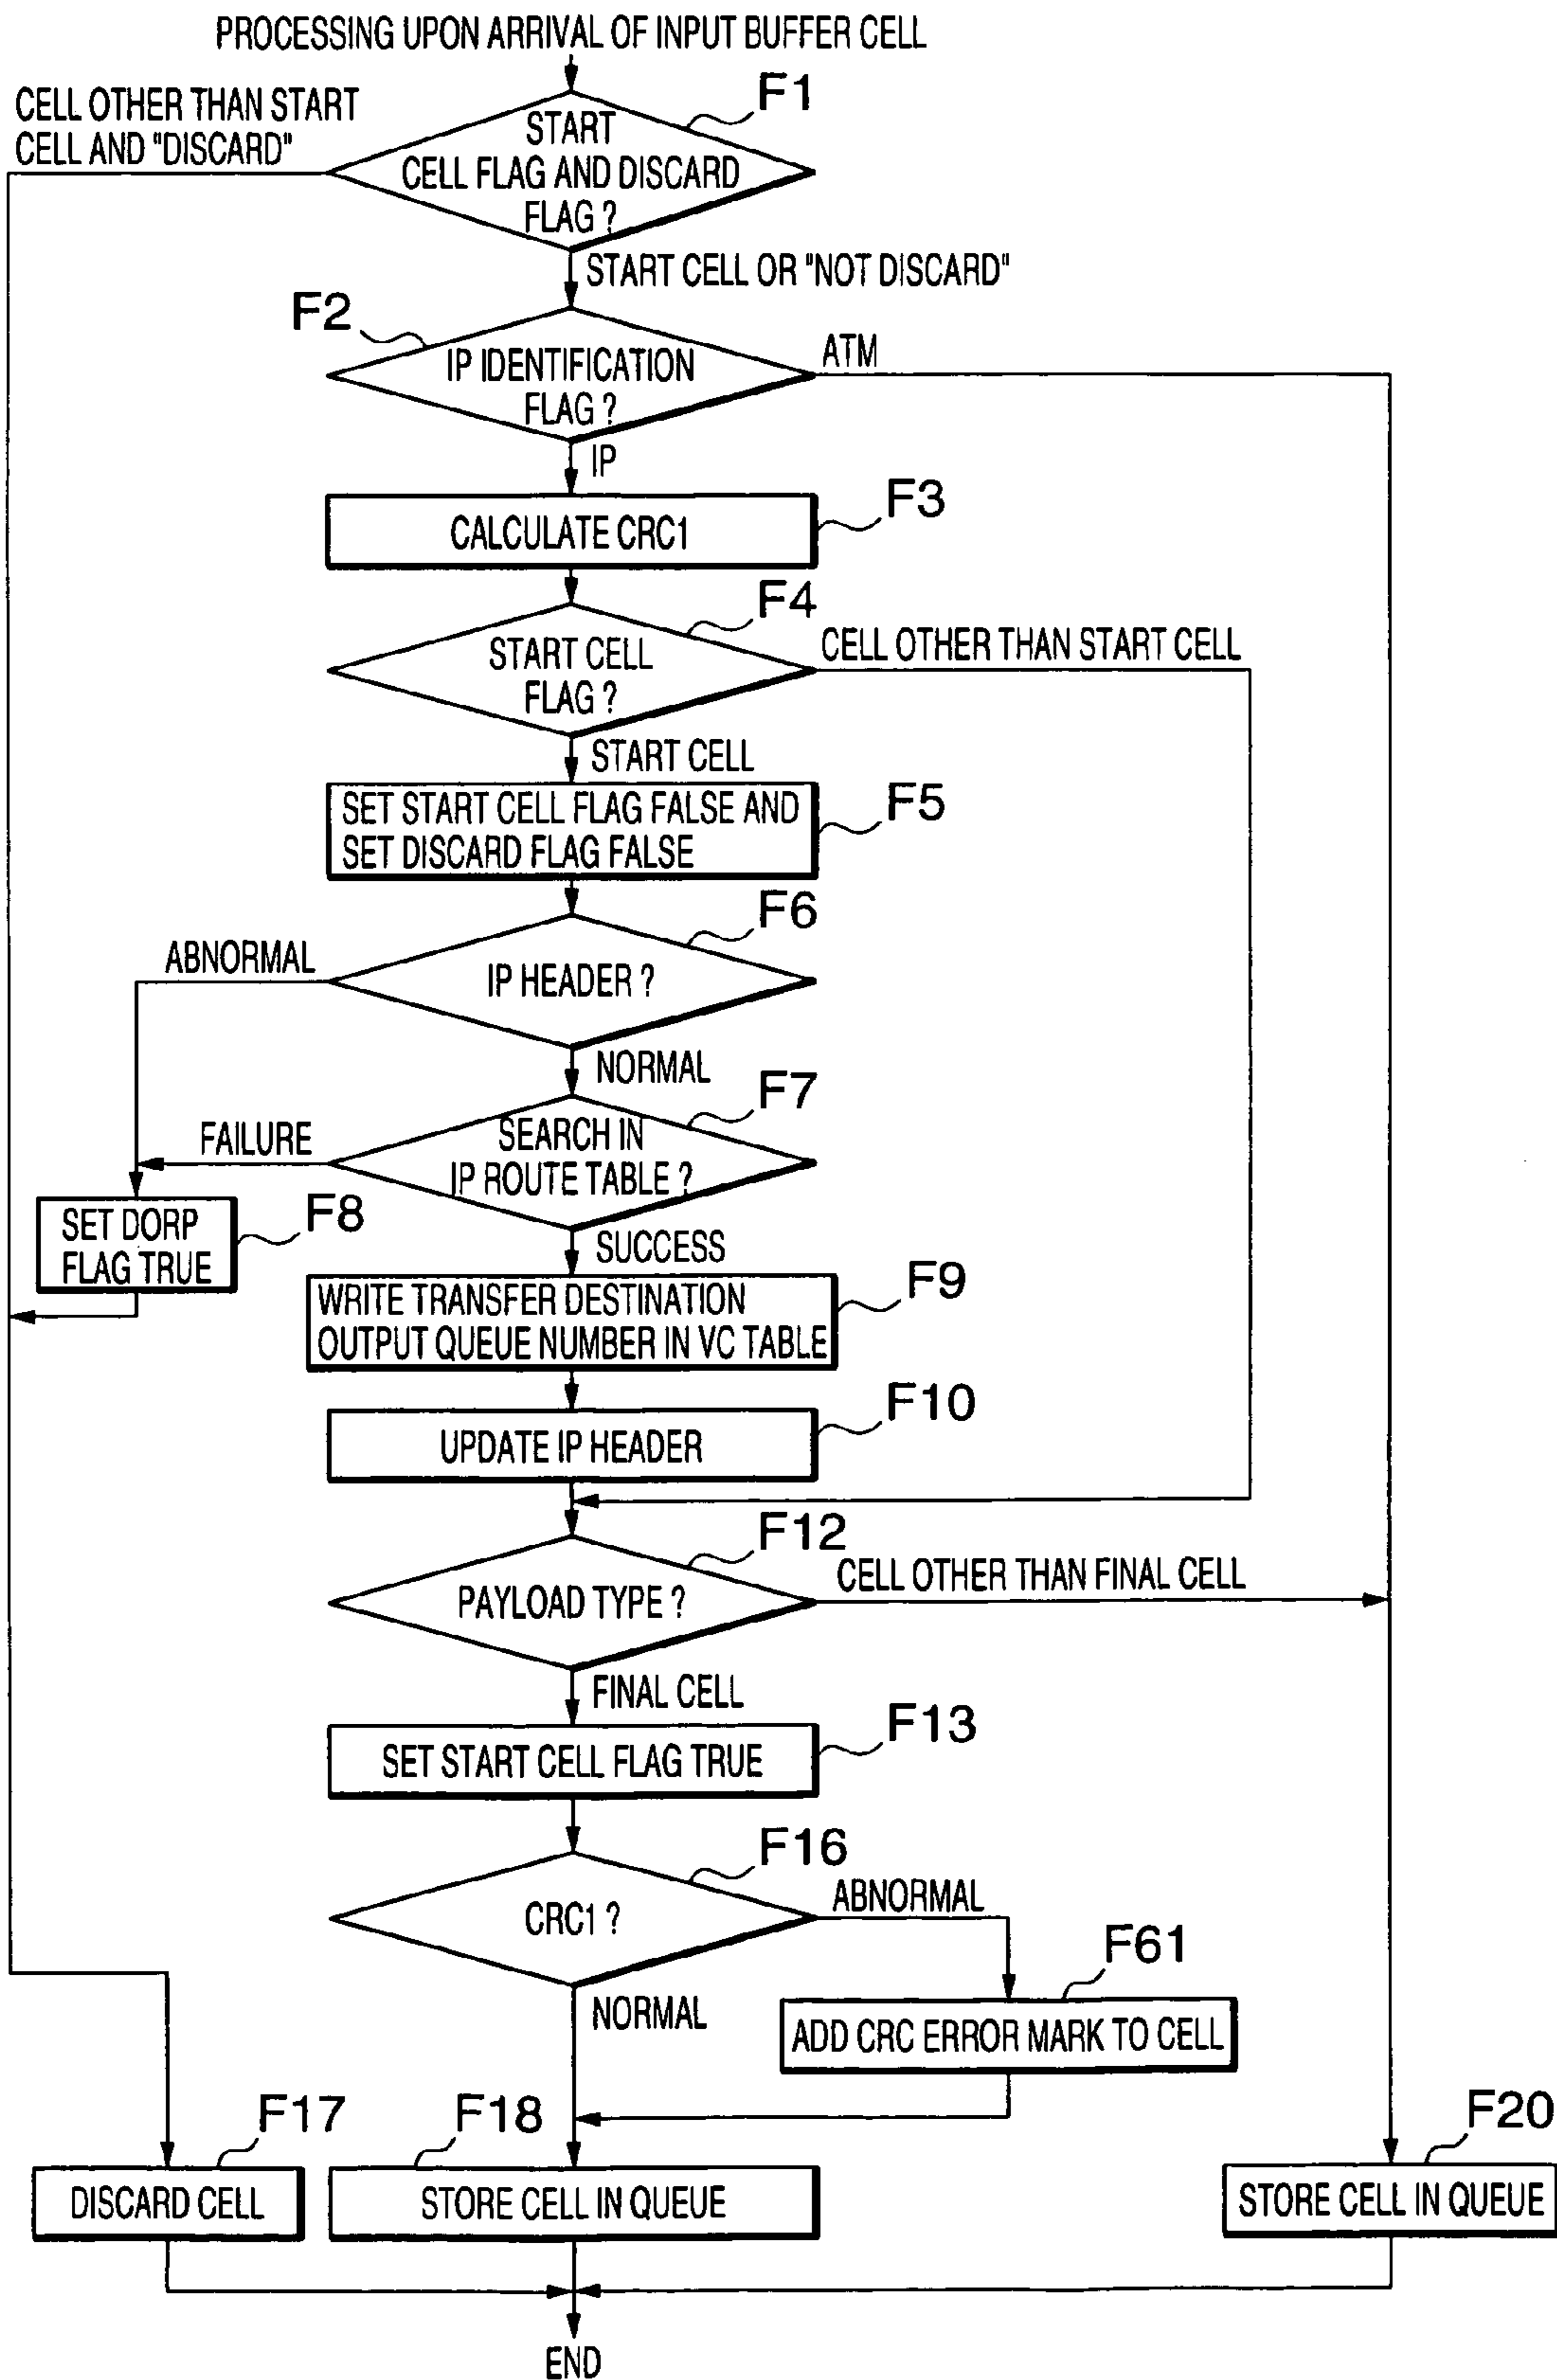 PROCESSING UPON ARRIVAL OF INPUT BUFFER CELL
F1
CELL OTHER THAN START
CELL AND "DISCARD"
START
CELL FLAG AND DISCARD
FLAG ?
START CELL OR "NOT DISCARD"
F2
IP IDENTIFICATION
FLAG ?
ATM
IP
F3
CALCULATE CRC1
F4
START CELL
FLAG ?
CELL OTHER THAN START CELL
START CELL
F5
SET START CELL FLAG FALSE AND
SET DISCARD FLAG FALSE
F6
ABNORMAL
IP HEADER ?
NORMAL
F7
FAILURE
SEARCH IN
IP ROUTE TABLE ?
F8
SET DORP
FLAG TRUE
SUCCESS
F9
WRITE TRANSFER DESTINATION
OUTPUT QUEUE NUMBER IN VC TABLE
F10
UPDATE IP HEADER
F12
PAYLOAD TYPE ?
CELL OTHER THAN FINAL CELL
FINAL CELL
F13
SET START CELL FLAG TRUE
F16
CRC1 ?
ABNORMAL
F61
NORMAL
ADD CRC ERROR MARK TO CELL
F17
F18
F20
DISCARD CELL
STORE CELL IN QUEUE
STORE CELL IN QUEUE
END